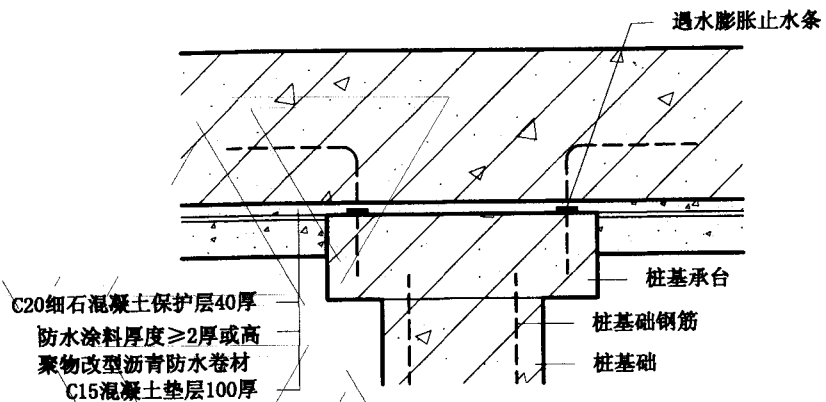 遇水膨胀止水条
桩基承台
C20细石混凝土保护层40厚
桩基础钢筋
防水涂料厚度≥2厚或高
聚物改型沥青防水卷材
桩基础
C15混凝土垫层100厚